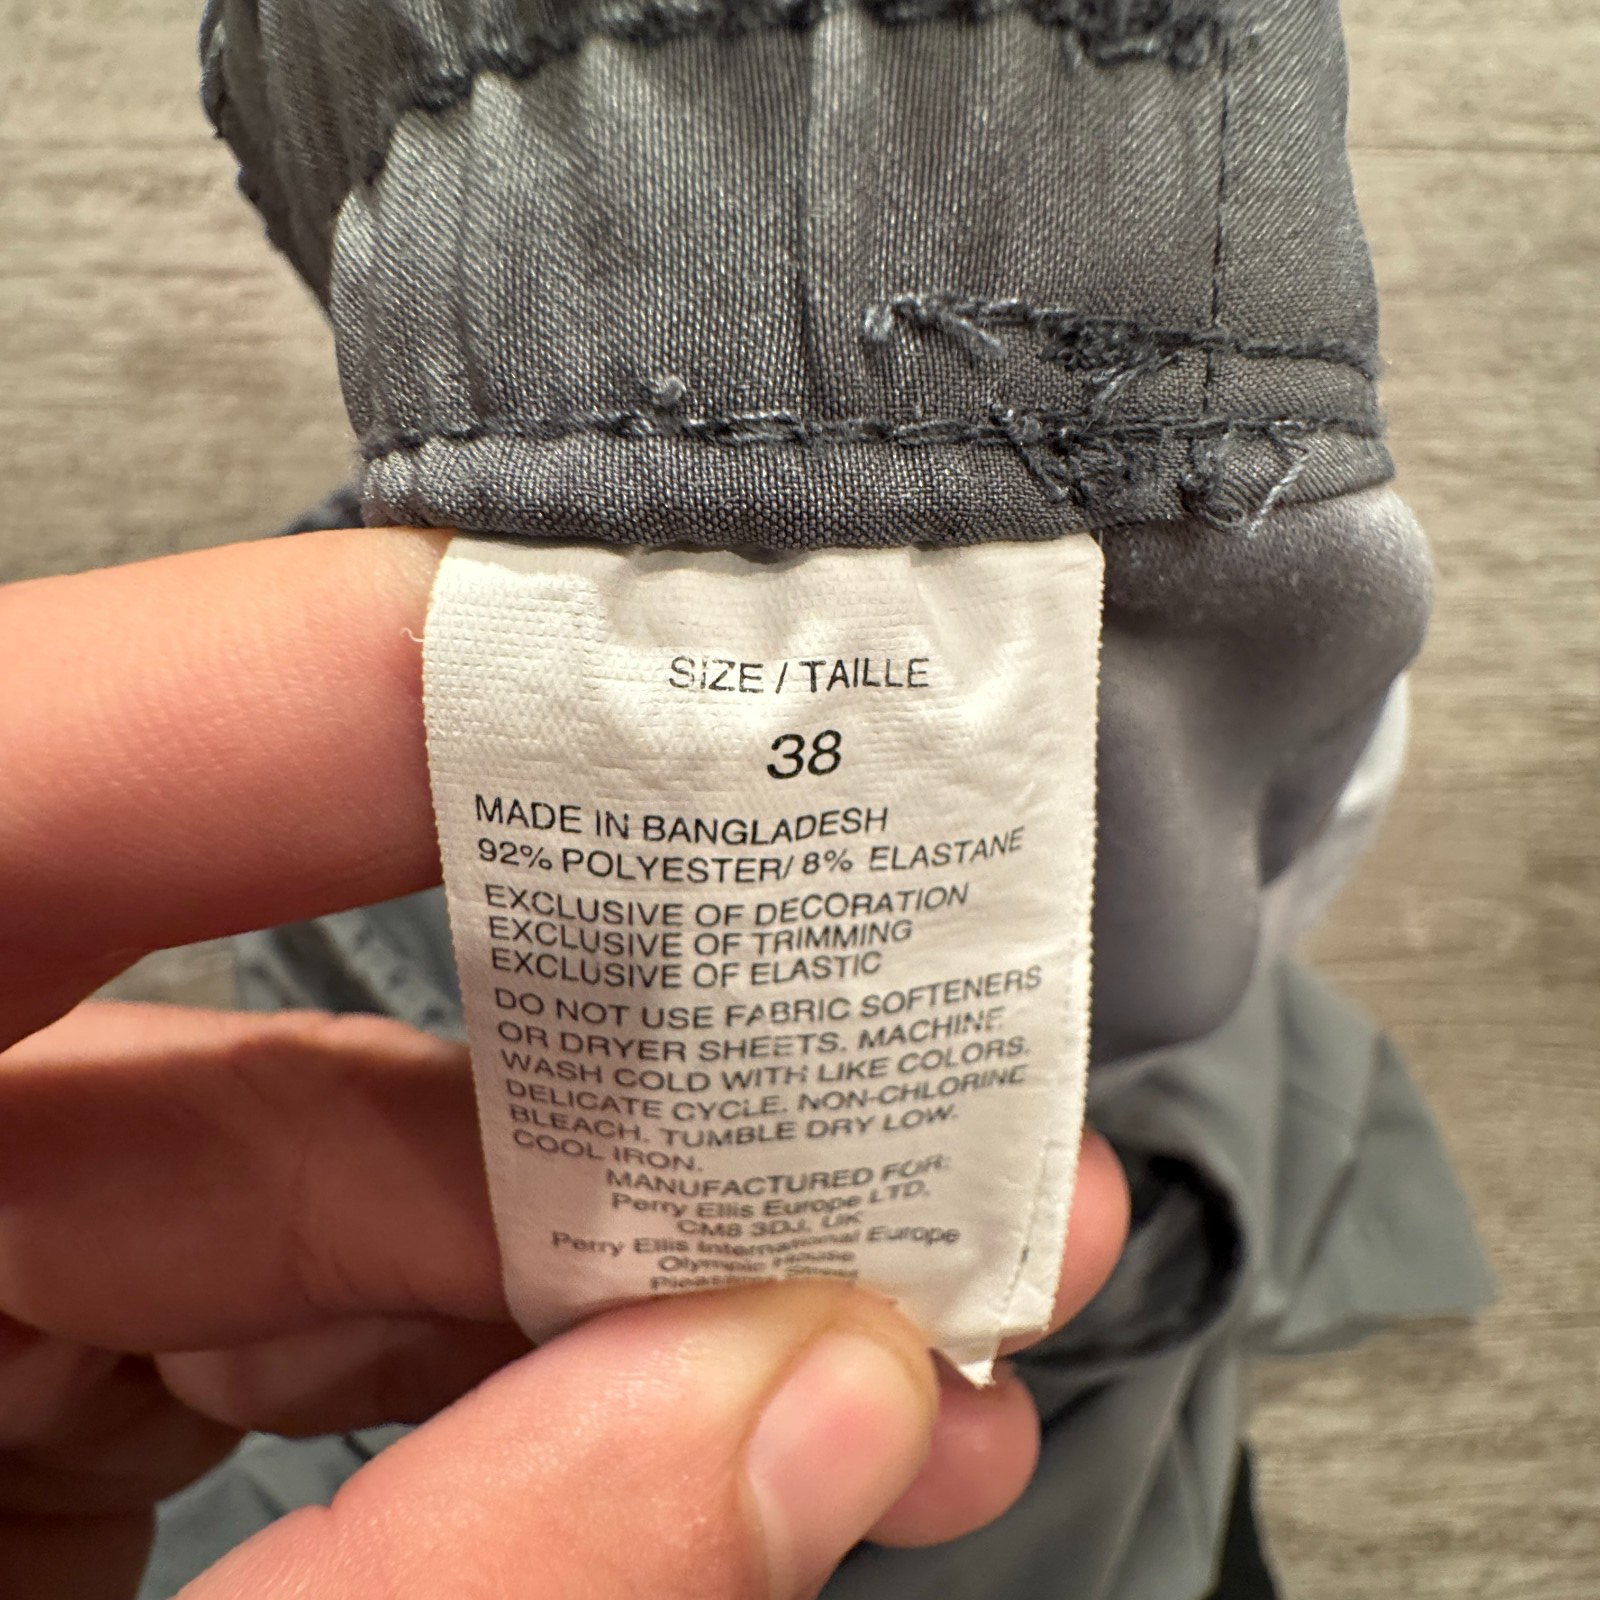 SIZE / TAILLE
38
MADE IN BANGLADESH
92% POLYESTER/ 8% ELASTANE
EXCLUSIVE OF DECORATION
EXCLUSIVE OF TRIMMING
EXCLUSIVE OF ELASTIC
DO NOT USE FABRIC SOFTENERS
OR DRYER SHEETS. MACHINE
WASH COLD WITH LIKE COLORS.
DELICATE CYCLE. NON-CHLORINE
BLEACH. TUMBLE DRY LOW.
COOL IRON.
MANUFACTURED FOR:
Perry Ellis Europe LTD.
CM8 3DJ. UK
Perry Ellis International Europe
Olympic House